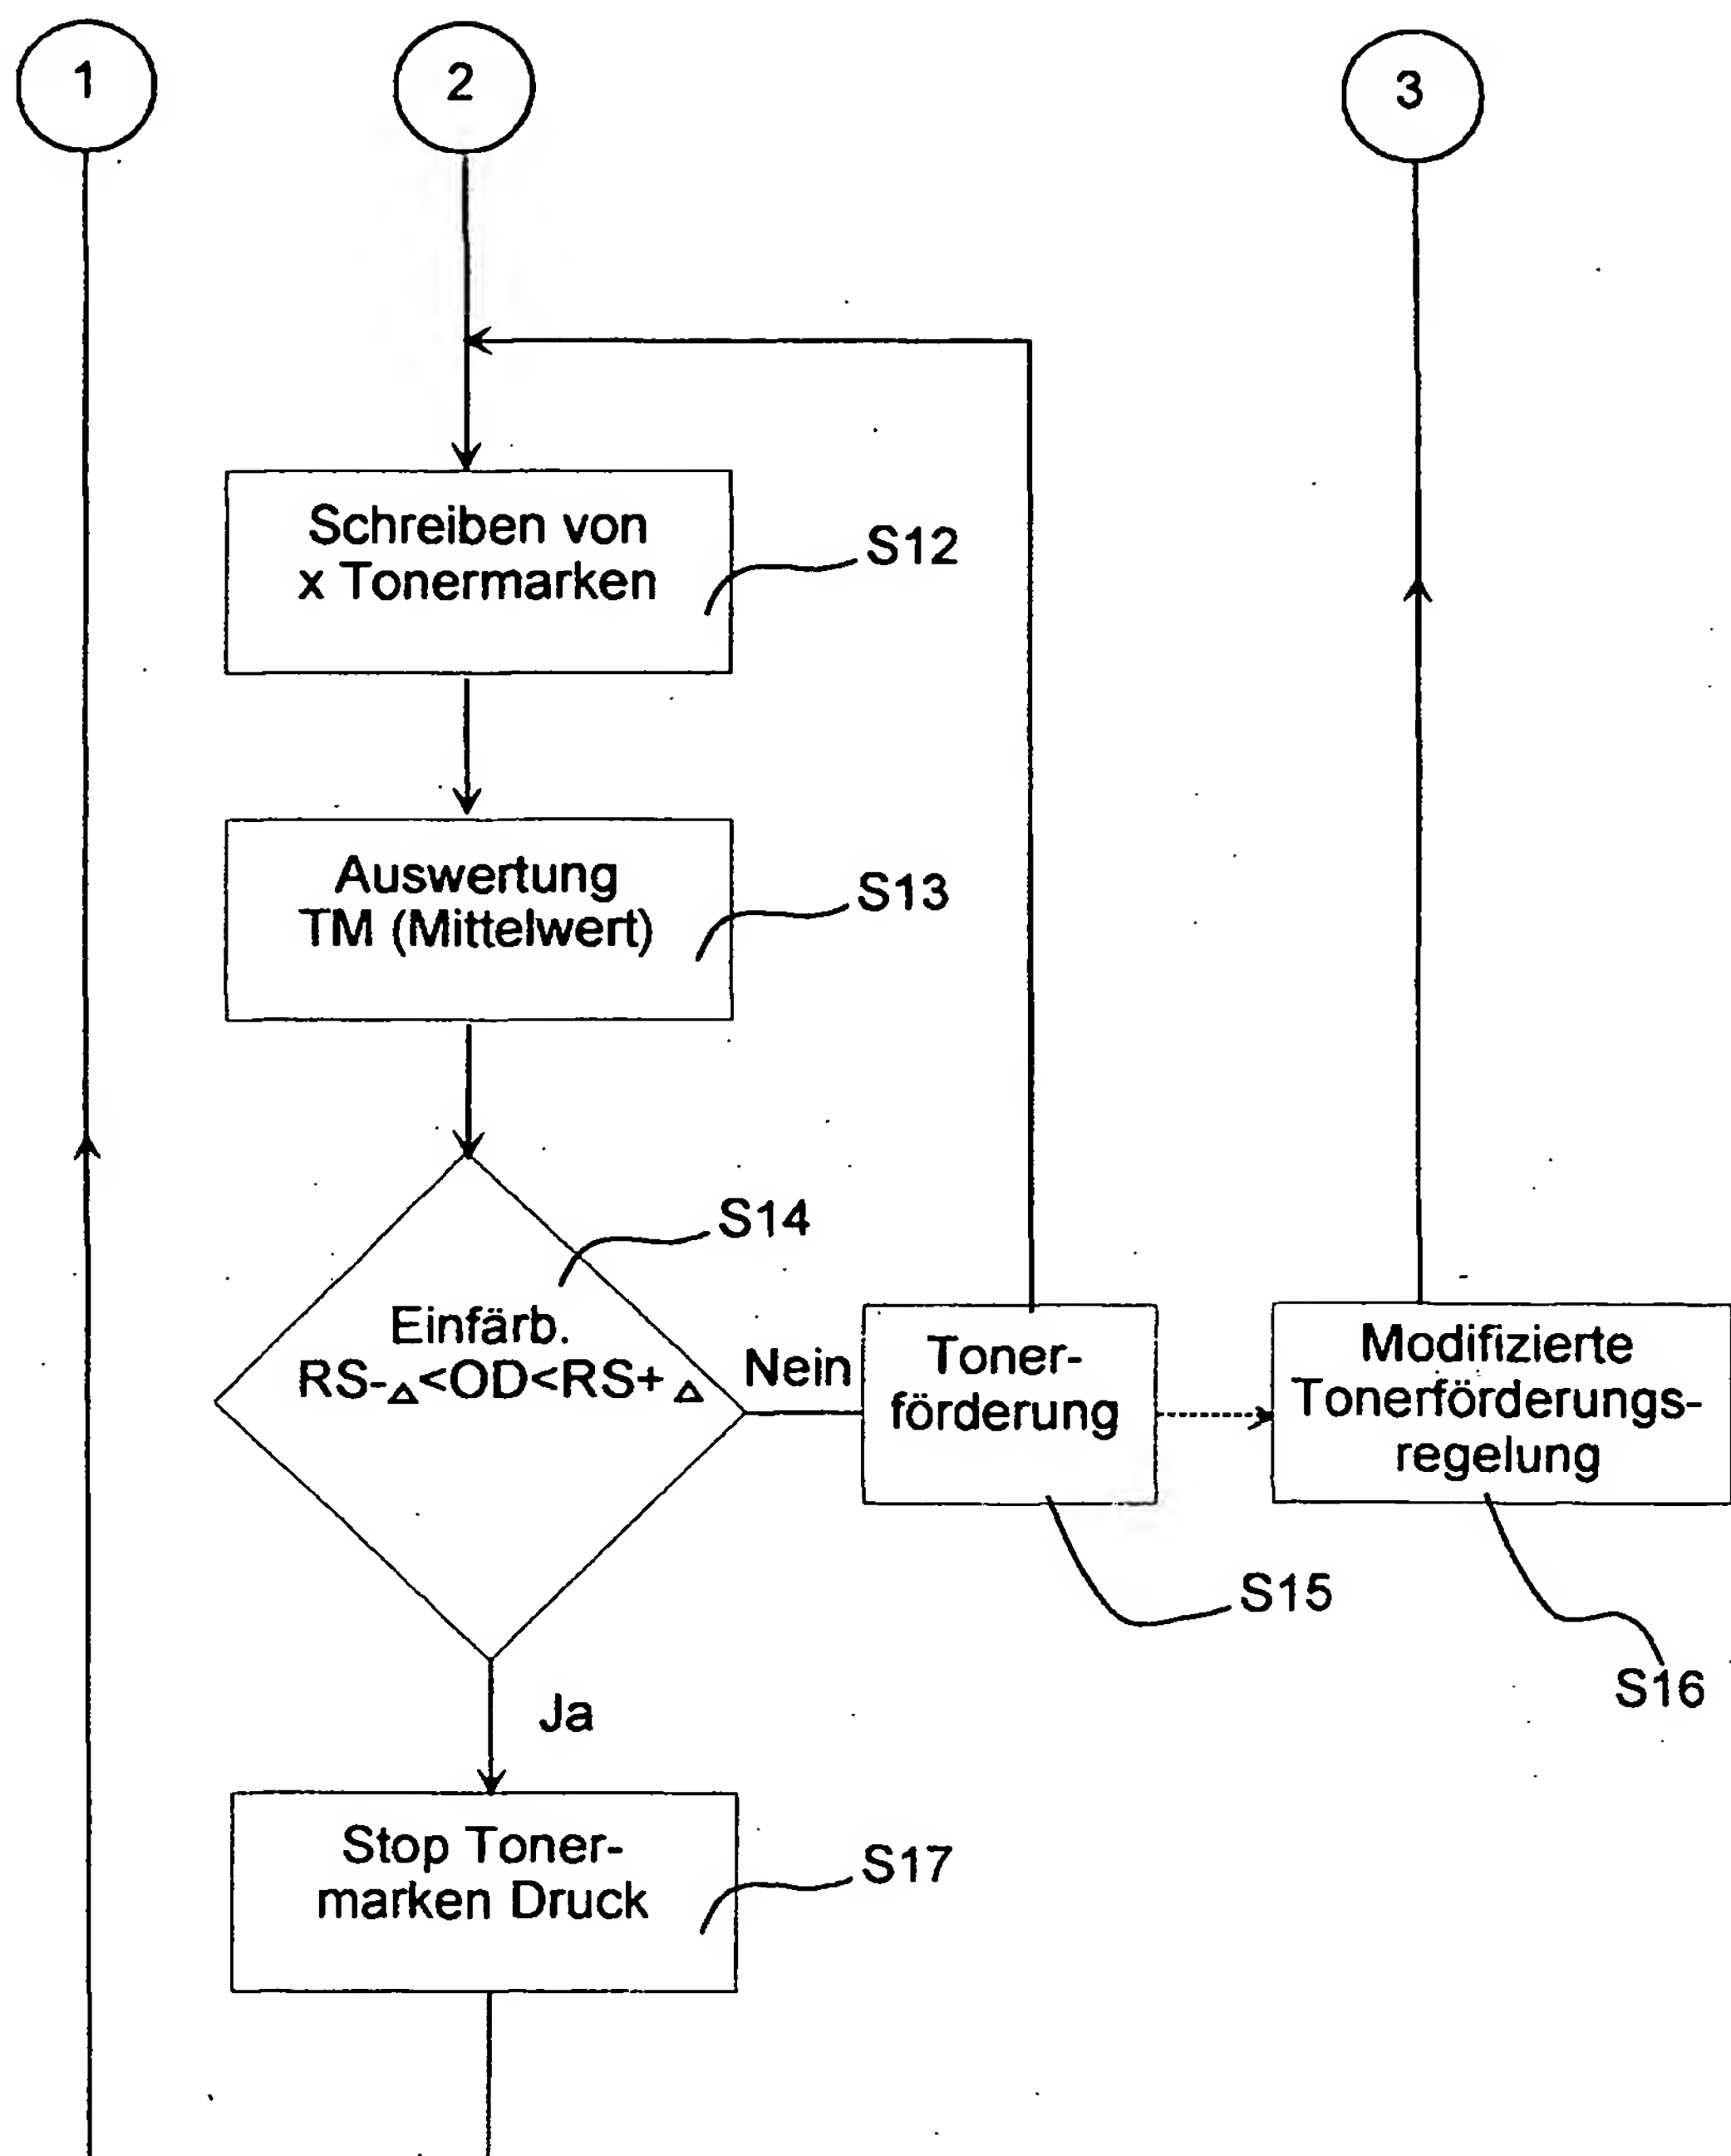 1
2
3
Schreiben von
x Tonermarken
S12
Auswertung
TM (Mittelwert)
S13
S14
Einfärb.
RS-△<OD<RS+△
Nein
Toner-
förderung
Modifizierte
Tonerförderungs-
regelung
S15
S16
Ja
Stop Toner-
marken Druck
S17